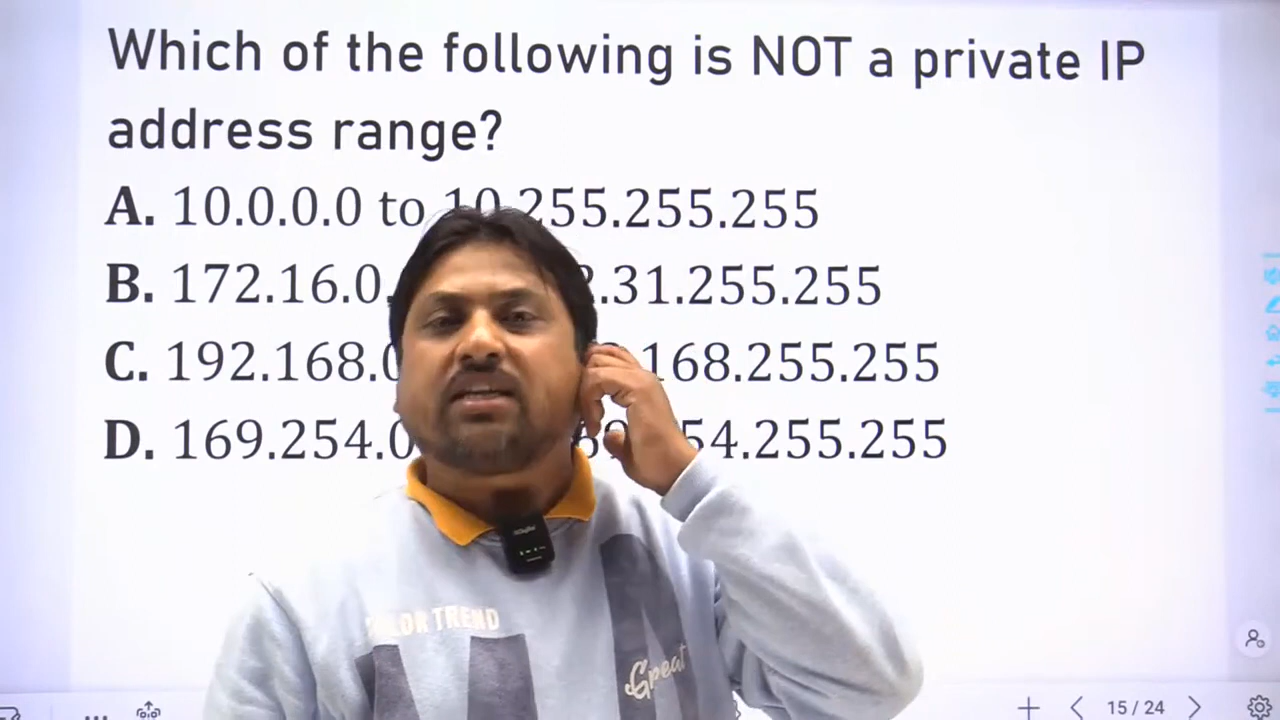 Which of the following is NOT a private IP
address range?
A. 10.0.0.0 to 10.255.255.255
B. 172.16.0. .31.255.255
C. 192.168.0 .168.255.255
D. 169.254.0 54.255.255
TREND
Great
15 / 24